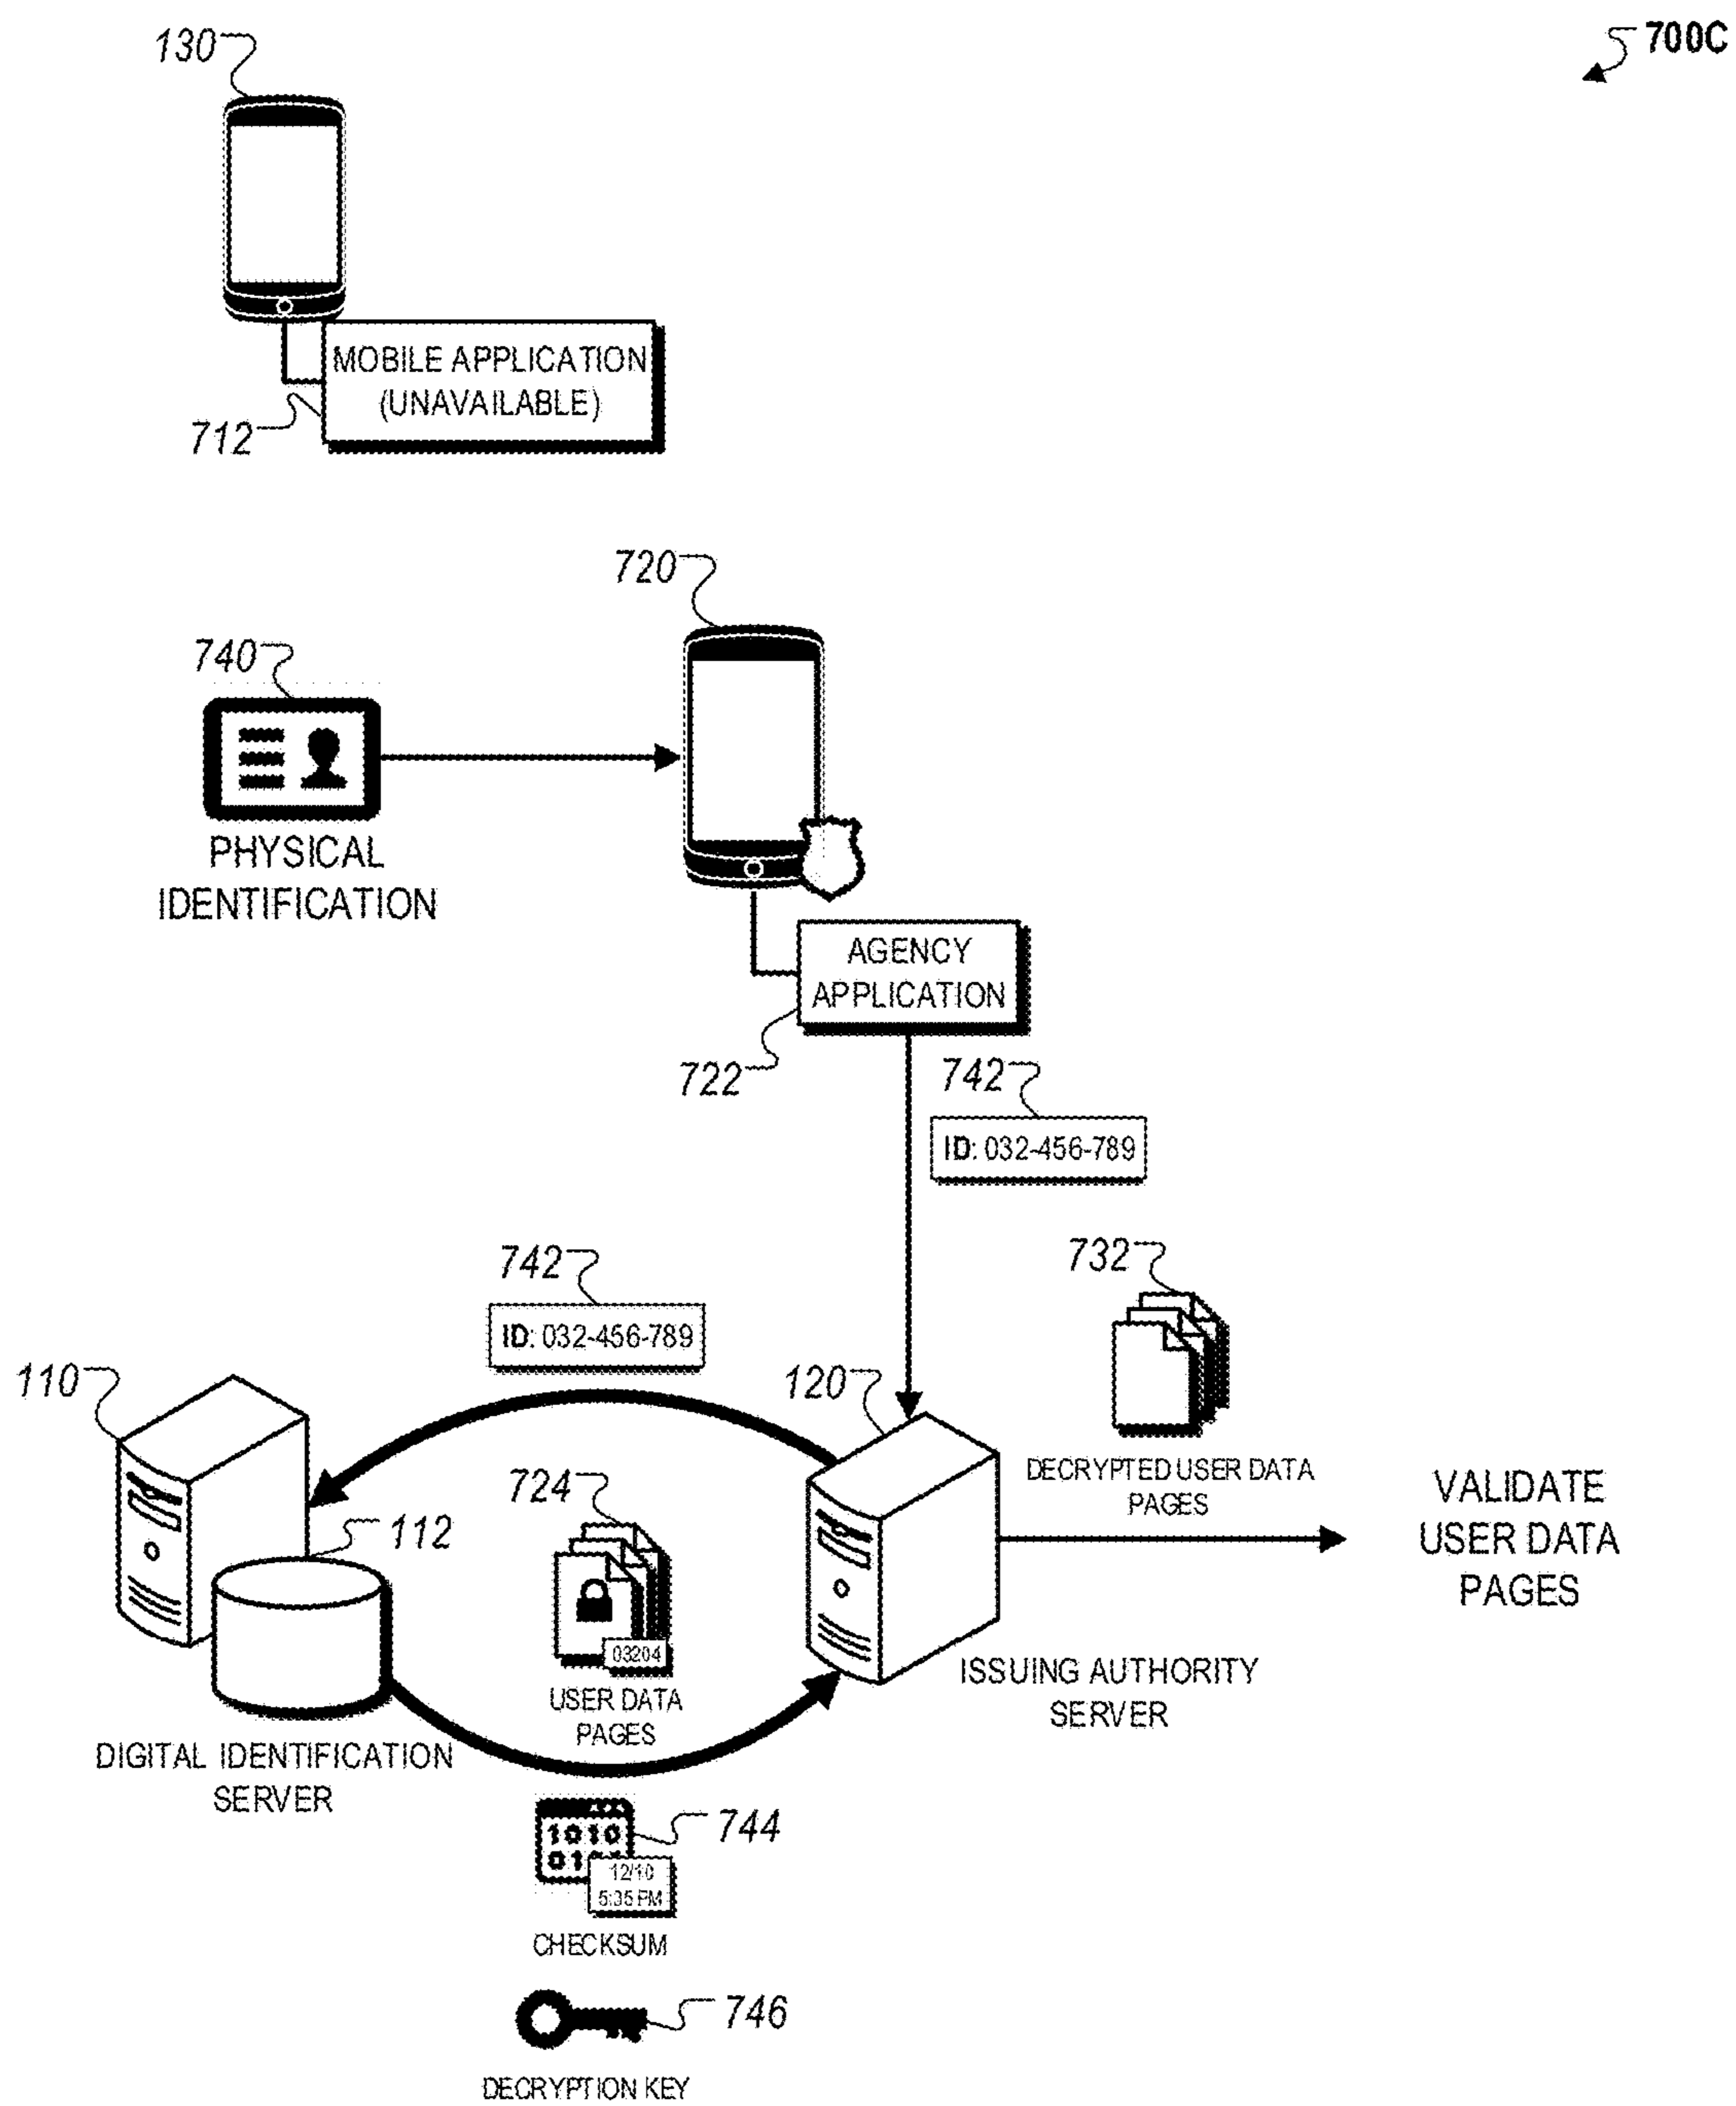 130
700C
MOBILE APPLICATION
(UNAVAILABLE)
712
720
740
PHYSICAL
IDENTIFICATION
AGENCY
APPLICATION
722
742
ID: 032-456-789
732
742
ID: 032-456-789
110
120
DECRYPTED USER DATA
PAGES
VALIDATE
USER DATA
PAGES
724
112
03204
USER DATA
PAGES
ISSUING AUTHORITY
SERVER
DIGITAL IDENTIFICATION
SERVER
744
1010
01
12/10
5:35 PM
CHECKSUM
746
DECRYPTION KEY